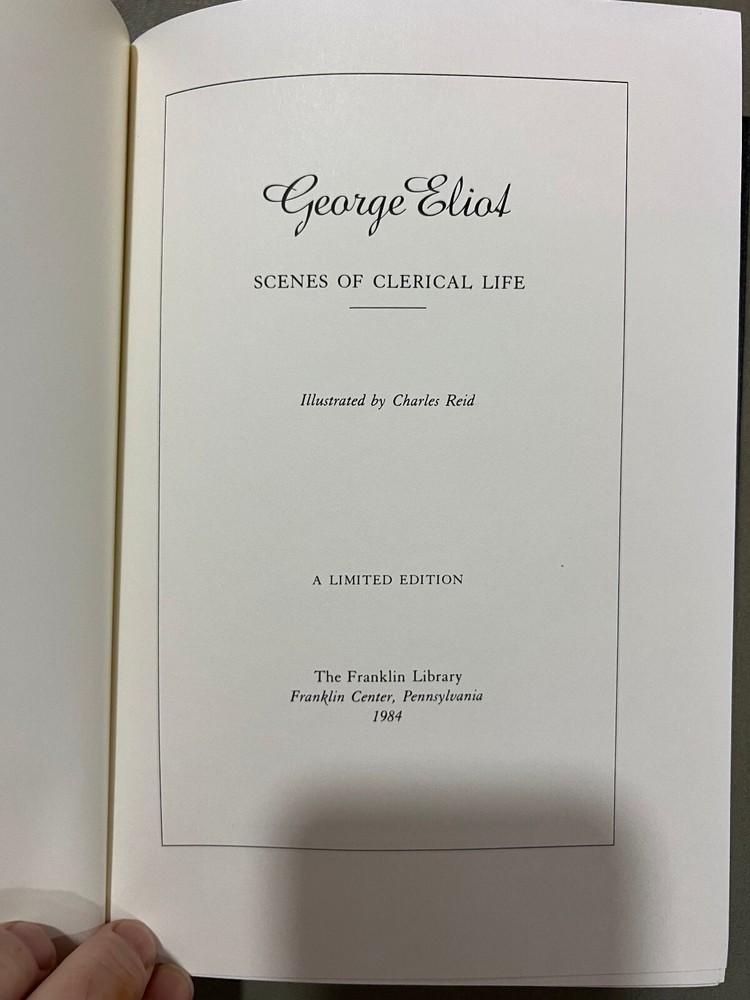 George Eliot
SCENES OF CLERICAL LIFE
Illustrated by Charles Reid
A LIMITED EDITION
The Franklin Library
Franklin Center, Pennsylvania
1984